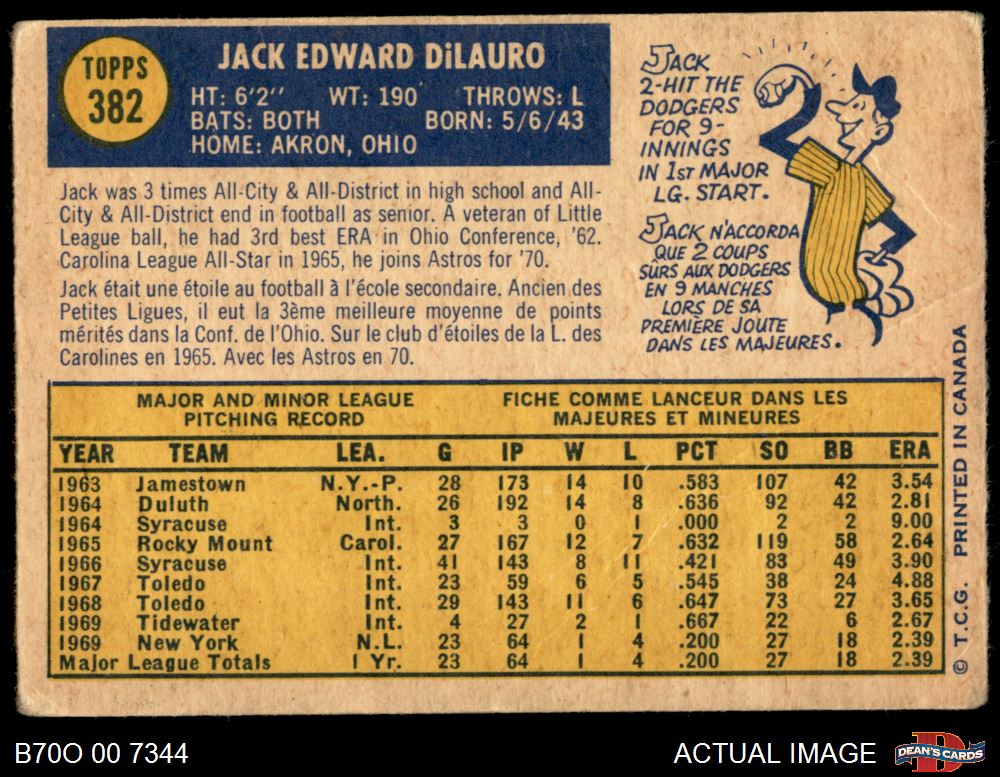 TOPPS
382
JACK EDWARD DiLAURO
HT: 6'2" WT: 190 THROWS: L
BATS: BOTH BORN: 5/6/43
HOME: AKRON, OHIO
Jack was 3 times All-City & All-District in high school and All-
City & All-District end in football as senior. A veteran of Little
League ball, he had 3rd best ERA in Ohio Conference, '62.
Carolina League All-Star in 1965, he joins Astros for '70.
Jack était une étoile au football à l'école secondaire. Ancien des
Petites Ligues, il eut la 3ème meilleure moyenne de points
mérités dans la Conf. de l'Ohio. Sur le club d'étoiles de la L. des
Carolines en 1965. Avec les Astros en 70.
JACK
2-HIT THE
DODGERS
FOR 9-
INNINGS
IN 1ST MAJOR
LG. START.
JACK N'ACCORDA
QUE 2 COUPS
SÛRS AUX DODGERS
EN 9 MANCHES
LORS DE SA
PREMIÈRE JOUTE
DANS LES MAJEURES.
2
MAJOR AND MINOR LEAGUE
PITCHING RECORD
FICHE COMME LANCEUR DANS LES
MAJEURES ET MINEURES
YEAR TEAM LEA. G IP W L PCT SO BB ERA
1963 Jamestown N.Y.-P. 28 173 14 10 .583 107 42 3.54
1964 Duluth North. 26 192 14 8 .636 92 42 2.81
1964 Syracuse Int. 3 3 0 1 .000 2 2 9.00
1965 Rocky Mount Carol. 27 167 12 7 .632 119 58 2.64
1966 Syracuse Int. 41 143 8 11 .421 83 49 3.90
1967 Toledo Int. 23 59 6 5 .545 38 24 4.88
1968 Toledo Int. 29 143 11 6 .647 73 27 3.65
1969 Tidewater Int. 4 27 2 1 .667 22 6 2.67
1969 New York N.L. 23 64 1 4 .200 27 18 2.39
Major League Totals 1 Yr. 23 64 1 4 .200 27 18 2.39
© T.C.G. PRINTED IN CANADA
B70O 00 7344
ACTUAL IMAGE
D
DEAN'S CARDS